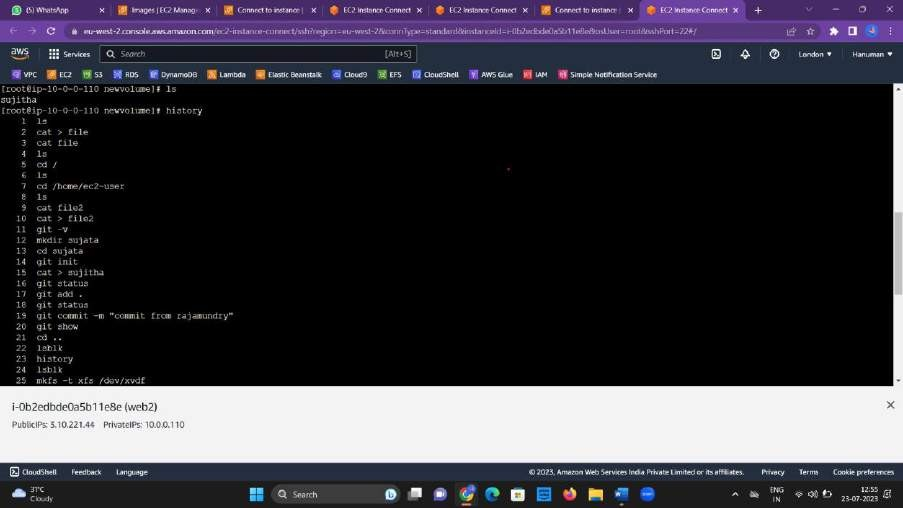 (5) WhatsApp
Images | EC2 Manage
Connect to instance |
EC2 Instance Connect
EC2 Instance Connect
Connect to instance |
EC2 Instance Connect
eu-west-2.console.aws.amazon.com/ec2-instance-connect/ssh?region=eu-west-2&connType=standard&instanceId=i-0b2edbde0a5b11e8e&osUser=root&sshPort=22#/
aws Services Search [Alt+S] London Hanuman
VPC EC2 S3 RDS DynamoDB Lambda Elastic Beanstalk Cloud9 EFS CloudShell AWS Glue IAM Simple Notification Service
[root@ip-10-0-0-110 newvolume]# ls
sujitha
[root@ip-10-0-0-110 newvolume]# history
1 ls
2 cat > file
3 cat file
4 ls
5 cd /
6 ls
7 cd /home/ec2-user
8 ls
9 cat file2
10 cat > file2
11 git -v
12 mkdir sujata
13 cd sujata
14 git init
15 cat > sujitha
16 git status
17 git add .
18 git status
19 git commit -m "commit from rajamundry"
20 git show
21 cd ..
22 lsblk
23 history
24 lsblk
25 mkfs -t xfs /dev/xvdf
i-0b2edbde0a5b11e8e (web2)
PublicIPs: 3.10.221.44 PrivateIPs: 10.0.0.110
CloudShell Feedback Language © 2023, Amazon Web Services India Private Limited or its affiliates. Privacy Terms Cookie preferences
31°C
Cloudy
Search
ENG
IN
12:55
23-07-2023